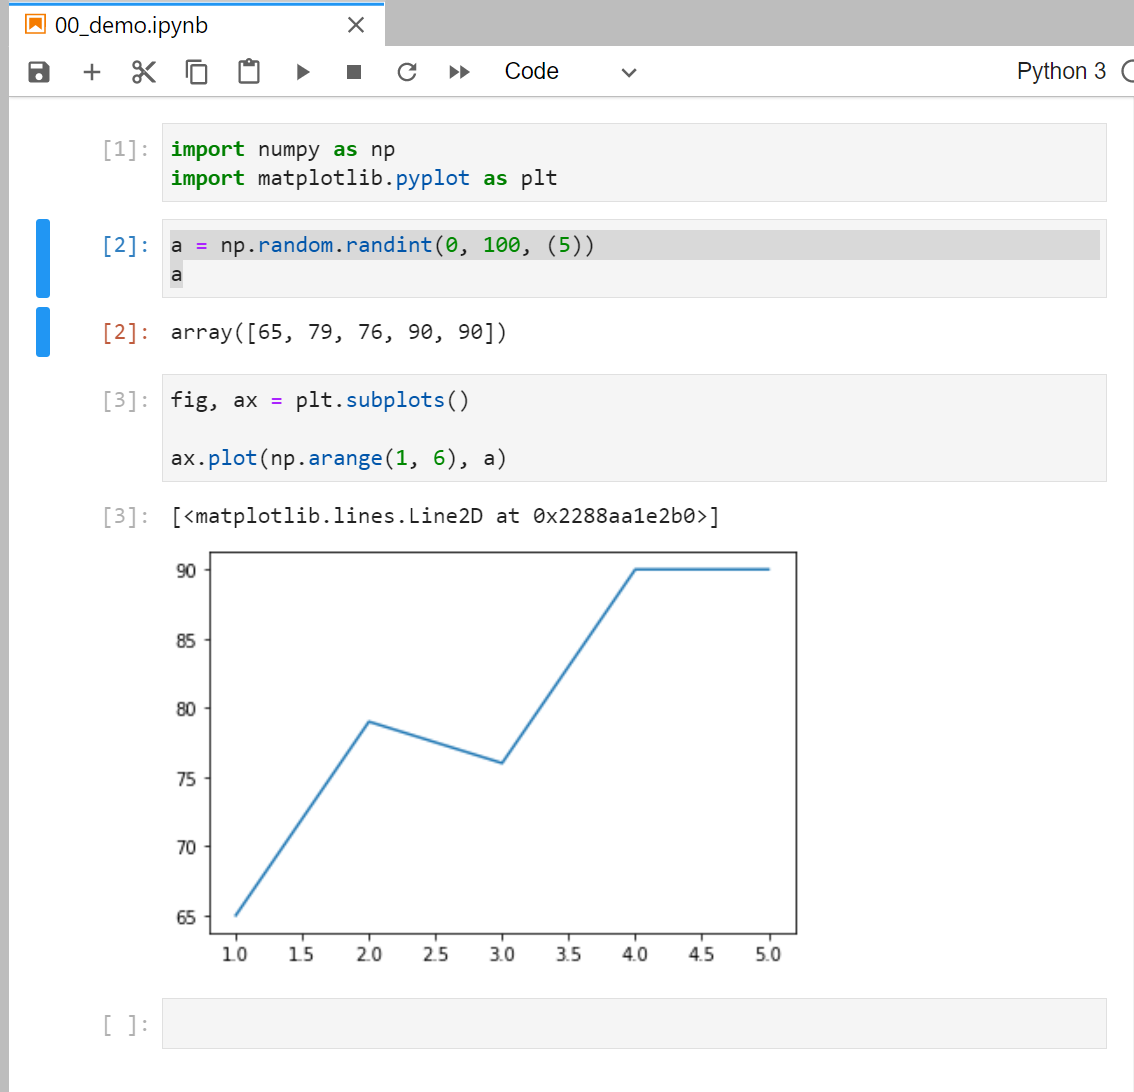 00_demo.ipynb
Code
Python 3
[1]: import numpy as np
import matplotlib.pyplot as plt
[2]: a = np.random.randint(0, 100, (5))
a
[2]: array([65, 79, 76, 90, 90])
[3]: fig, ax = plt.subplots()
ax.plot(np.arange(1, 6), a)
[3]: [<matplotlib.lines.Line2D at 0x2288aa1e2b0>]
90
85
80
75
70
65
1.0 1.5 2.0 2.5 3.0 3.5 4.0 4.5 5.0
[ ]: